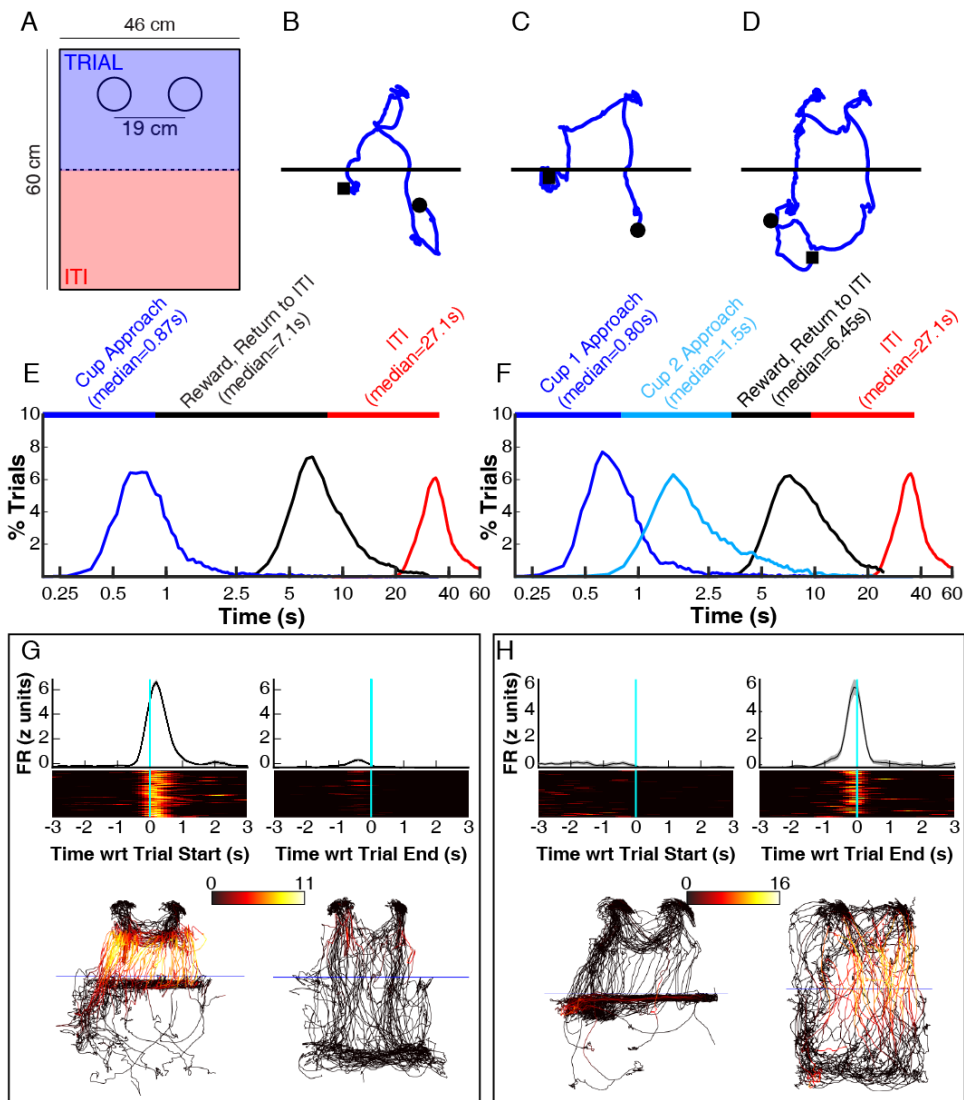 A
46 cm
B
C
D
TRIAL
19 cm
60 cm
ITI
E
Cup Approach
(median=0.87s)
Reward, Return to ITI
(median=7.1s)
ITI
(median=27.1s)
10
8
6
4
2
% Trials
0.25 0.5 1 2.5 5 10 20 40 60
Time (s)
F
Cup 1 Approach
(median=0.80s)
Cup 2 Approach
(median=1.5s)
Reward, Return to ITI
(median=6.45s)
ITI
(median=27.1s)
10
8
6
4
2
% Trials
0.25 0.5 1 2.5 5 10 20 40 60
Time (s)
G
6
4
2
0
FR (z units)
-3 -2 -1 0 1 2 3
Time wrt Trial Start (s)
6
4
2
0
-3 -2 -1 0 1 2 3
Time wrt Trial End (s)
0 11
H
6
4
2
0
FR (z units)
-3 -2 -1 0 1 2 3
Time wrt Trial Start (s)
6
4
2
0
-3 -2 -1 0 1 2 3
Time wrt Trial End (s)
0 16